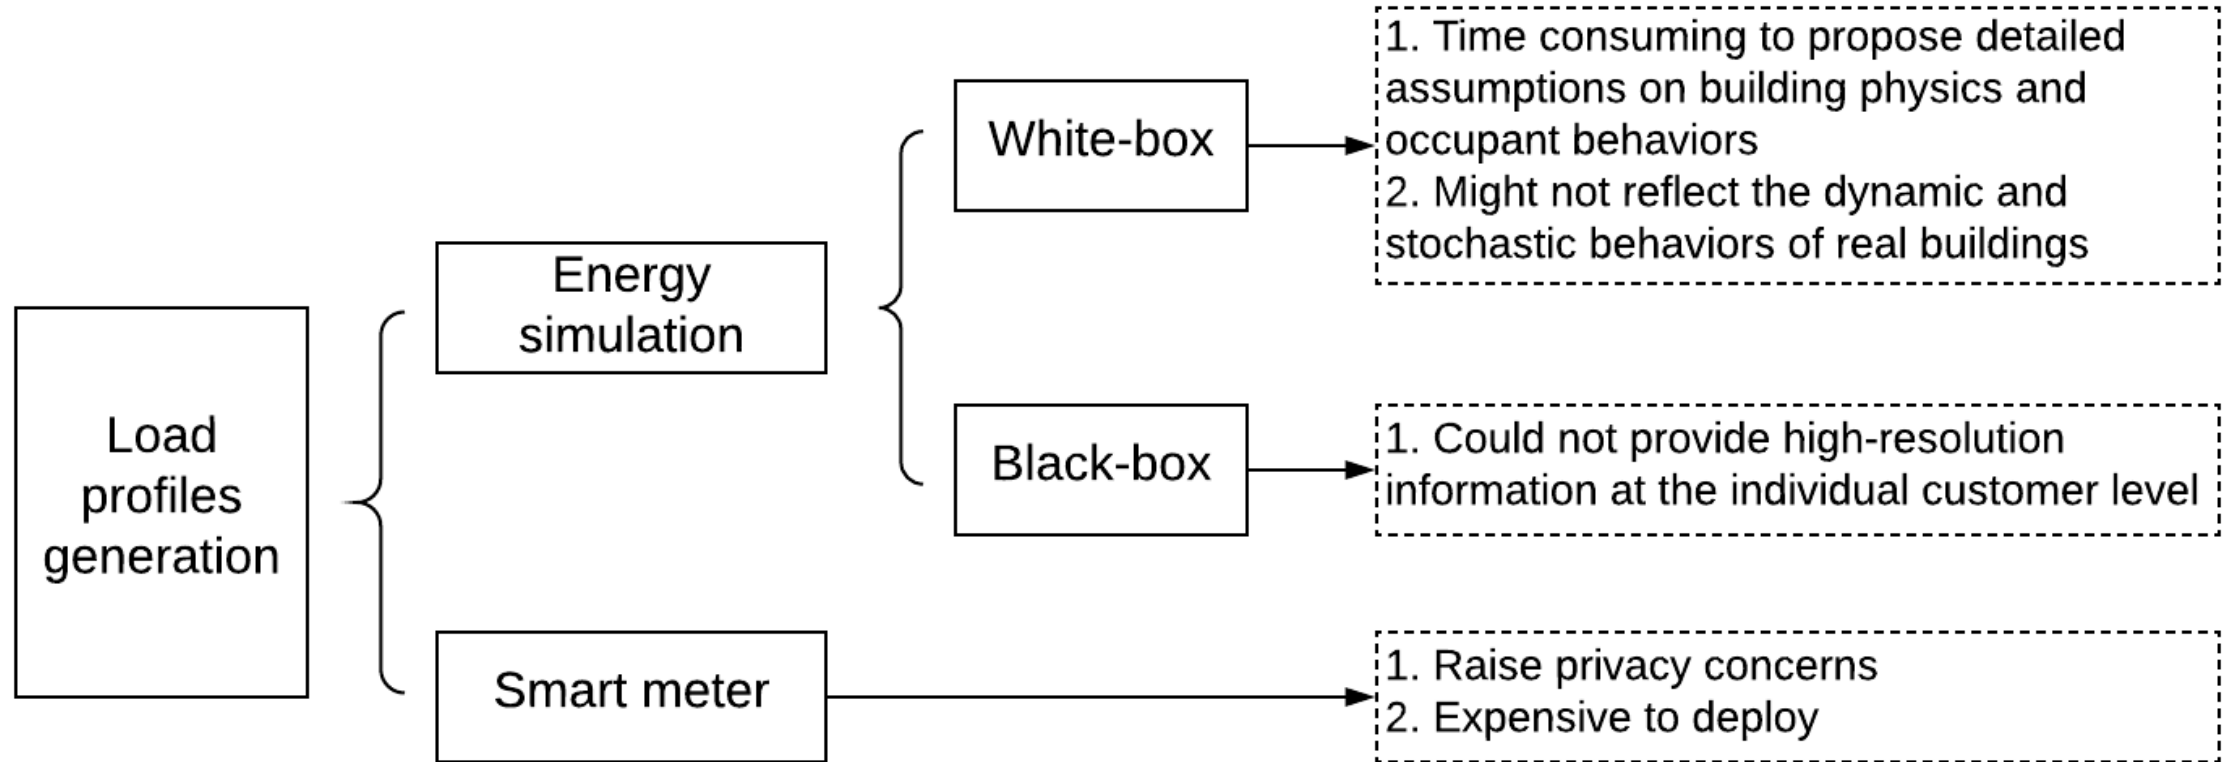 Load
profiles
generation
Energy
simulation
Smart meter
White-box
Black-box
1. Time consuming to propose detailed
assumptions on building physics and
occupant behaviors
2. Might not reflect the dynamic and
stochastic behaviors of real buildings
1. Could not provide high-resolution
information at the individual customer level
1. Raise privacy concerns
2. Expensive to deploy